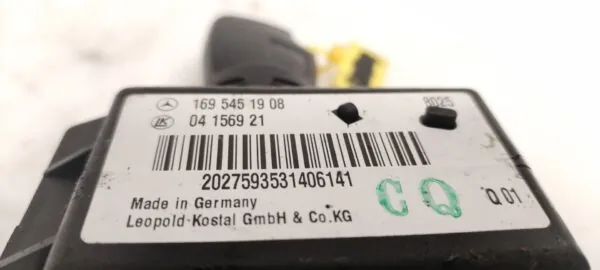 169 545 19 08
8025
LK 04 1569 21
2027593531406141
Made in Germany
CQ
Q 01
Leopold-Kostal GmbH & Co.KG